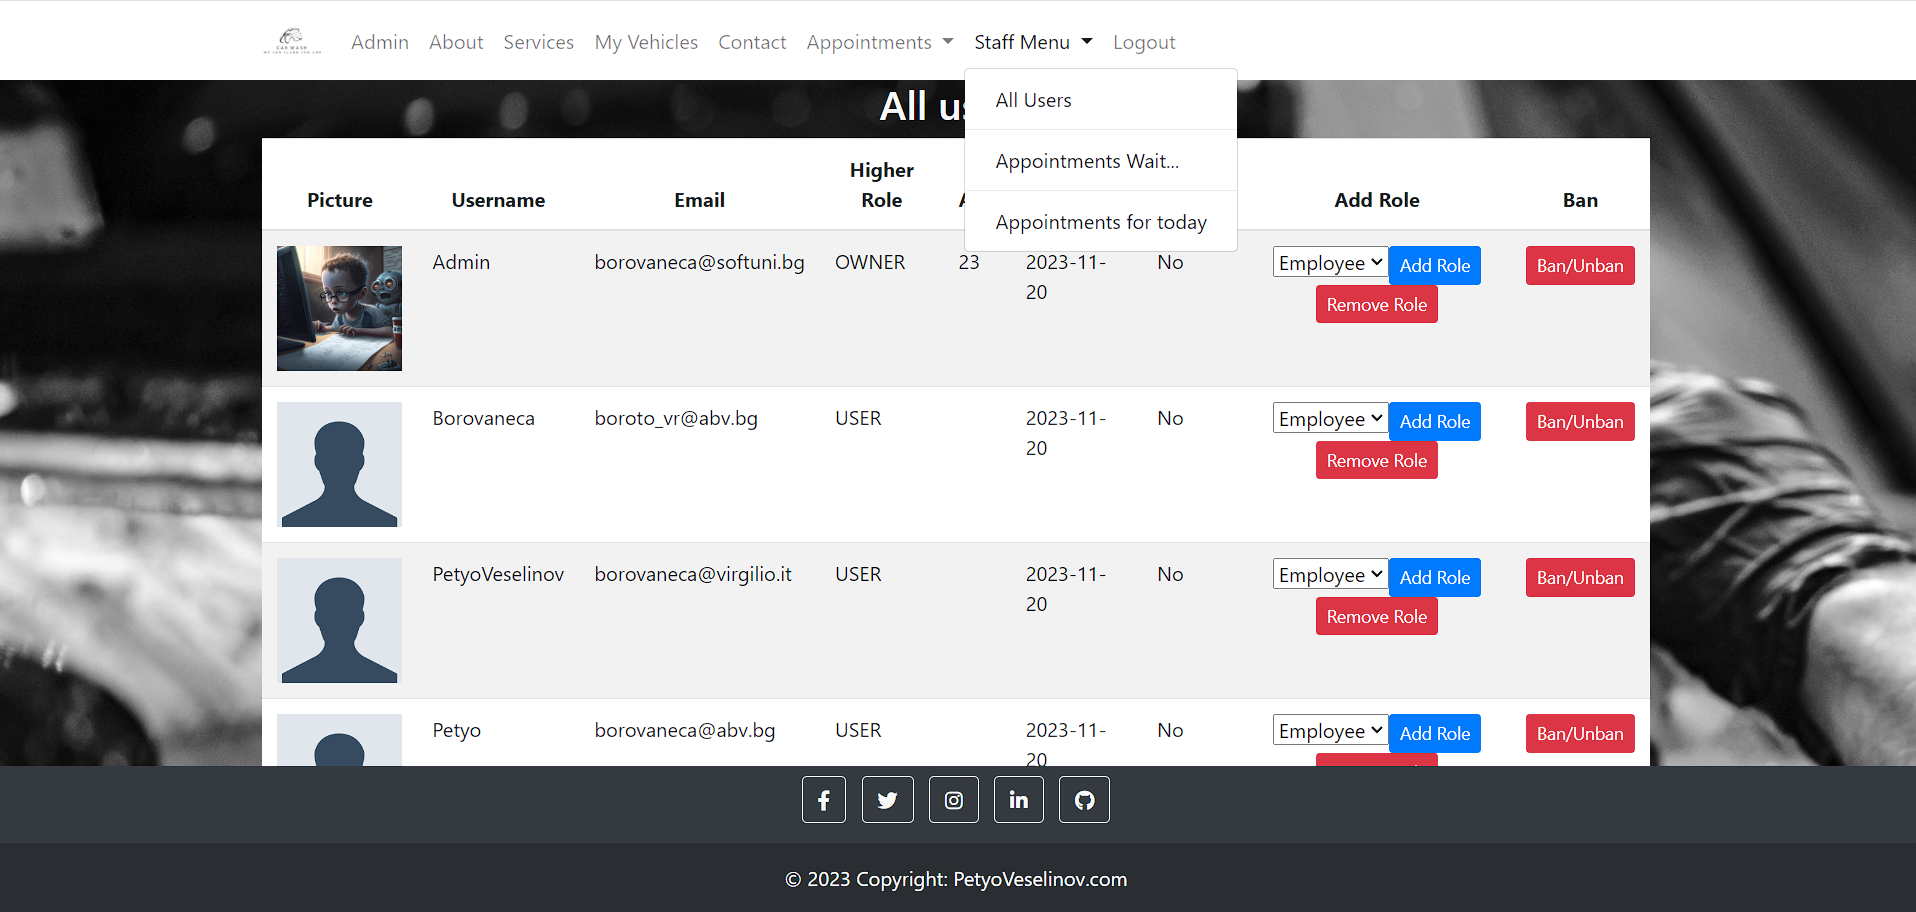 CAR WASH
Admin About Services My Vehicles Contact Appointments Staff Menu Logout
All Users
Appointments Wait...
Appointments for today
All us
Picture Username Email Higher Role Add Role Ban
Admin borovaneca@softuni.bg OWNER 23 2023-11-20 No Employee Add Role Ban/Unban
Remove Role
Borovaneca boroto_vr@abv.bg USER 2023-11-20 No Employee Add Role Ban/Unban
Remove Role
PetyoVeselinov borovaneca@virgilio.it USER 2023-11-20 No Employee Add Role Ban/Unban
Remove Role
Petyo borovaneca@abv.bg USER 2023-11-20 No Employee Add Role Ban/Unban
© 2023 Copyright: PetyoVeselinov.com